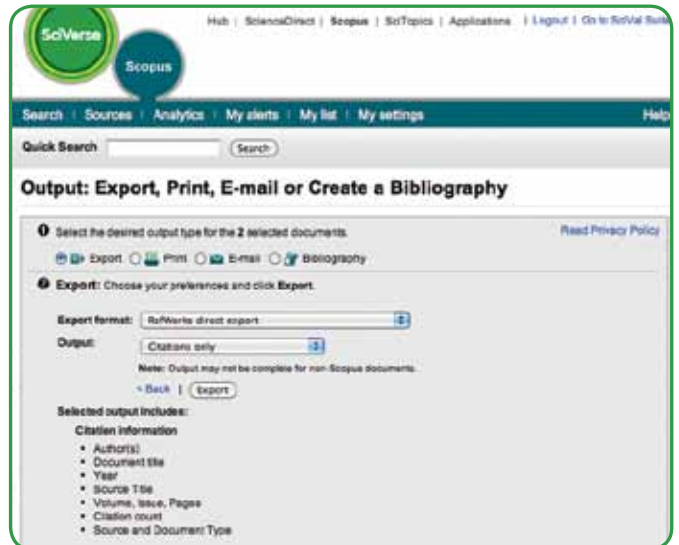 Hub | ScienceDirect | Scopus | SciTopics | Applications | Logout | Go to SciVal Suite
SciVerse
Scopus
Search | Sources | Analytics | My alerts | My list | My settings Help
Quick Search Search
Output: Export, Print, E-mail or Create a Bibliography
1 Select the desired output type for the 2 selected documents. Read Privacy Policy
Export Print E-mail Bibliography
2 Export: Choose your preferences and click Export.
Export format: RefWorks direct export
Output: Citations only
Note: Output may not be complete for non-Scopus documents.
< Back | Export
Selected output includes:
Citation information
• Author(s)
• Document title
• Year
• Source Title
• Volume, Issue, Pages
• Citation count
• Source and Document Type